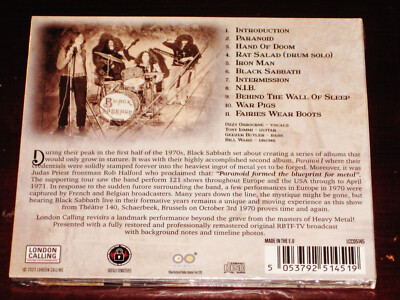 1 Introduction
2 Paranoid
3 Hand Of Doom
4 Rat Salad (drum solo)
5 Iron Man
6 Black Sabbath
7 Intermission
8 N.I.B.
9 Behind The Wall Of Sleep
10 War Pigs
11 Fairies Wear Boots
Ozzy Osbourne - vocals
Tony Iommi - guitar
Geezer Butler - bass
Bill Ward - drums
Black Sabbath
During their peak in the first half of the 1970s, Black Sabbath set about creating a series of albums that
would only grow in stature. It was with their highly accomplished second album, Paranoid where their
credentials were solidly stamped forever into the heaviest ingot of metal yet to be forged. Moreover, it was
Judas Priest frontman Rob Halford who proclaimed that "Paranoid formed the blueprint for metal".
The supporting tour saw the band perform 121 shows throughout Europe and the USA through to April
1971. In response to the sudden furore surrounding the band, a few performances in Europe in 1970 were
captured by French and Belgian broadcasters. Many years down the line, the mystique might be gone, but
hearing Black Sabbath live in their formative years remains a unique and moving experience as this show
from Théatre 140, Schaerbeek, Brussels on October 3rd 1970 proves time and again.
London Calling revisits a landmark performance beyond the grave from the masters of Heavy Metal!
Presented with a fully restored and professionally remastered original RBTF-TV broadcast with
background notes and timeline photos.
LONDON
CALLING
© 2022 LONDON CALLING
DIGITALLY REMASTERED
MADE IN THE E.U
LCCD05145
5 053792 514519